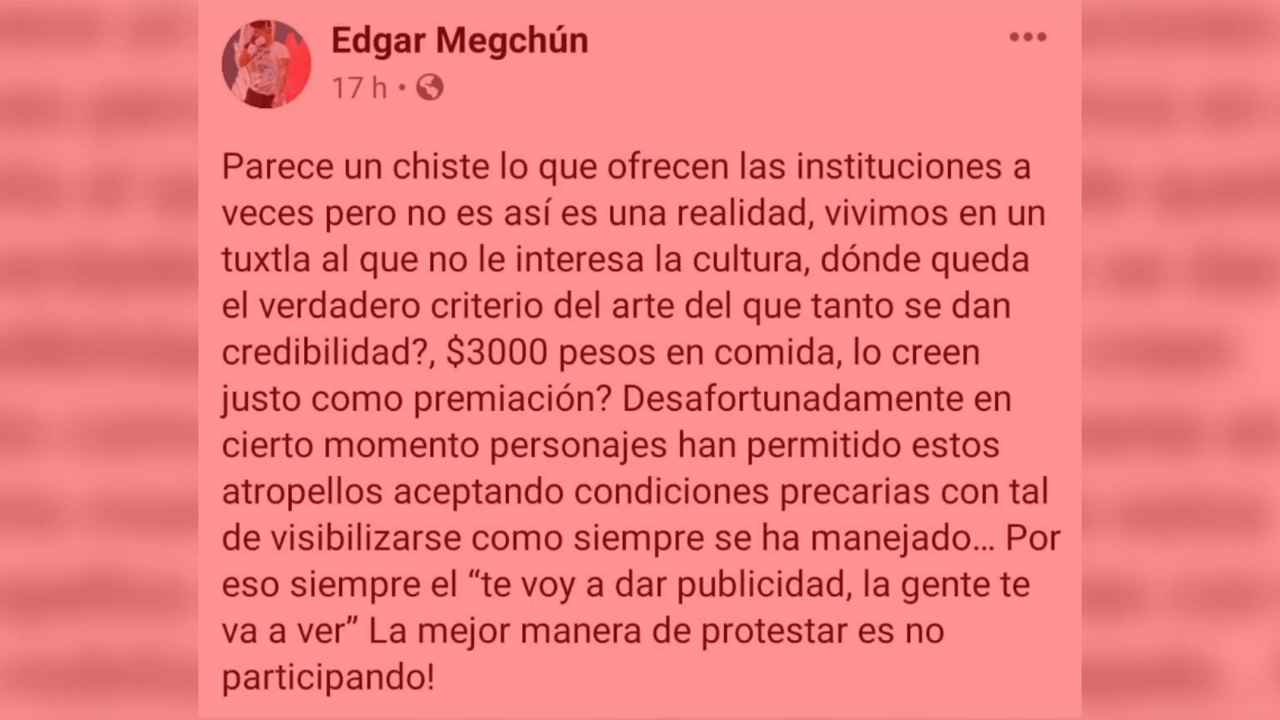 Edgar Megchún
17 h •
Parece un chiste lo que ofrecen las instituciones a
veces pero no es así es una realidad, vivimos en un
tuxtla al que no le interesa la cultura, dónde queda
el verdadero criterio del arte del que tanto se dan
credibilidad?, $3000 pesos en comida, lo creen
justo como premiación? Desafortunadamente en
cierto momento personajes han permitido estos
atropellos aceptando condiciones precarias con tal
de visibilizarse como siempre se ha manejado... Por
eso siempre el “te voy a dar publicidad, la gente te
va a ver” La mejor manera de protestar es no
participando!